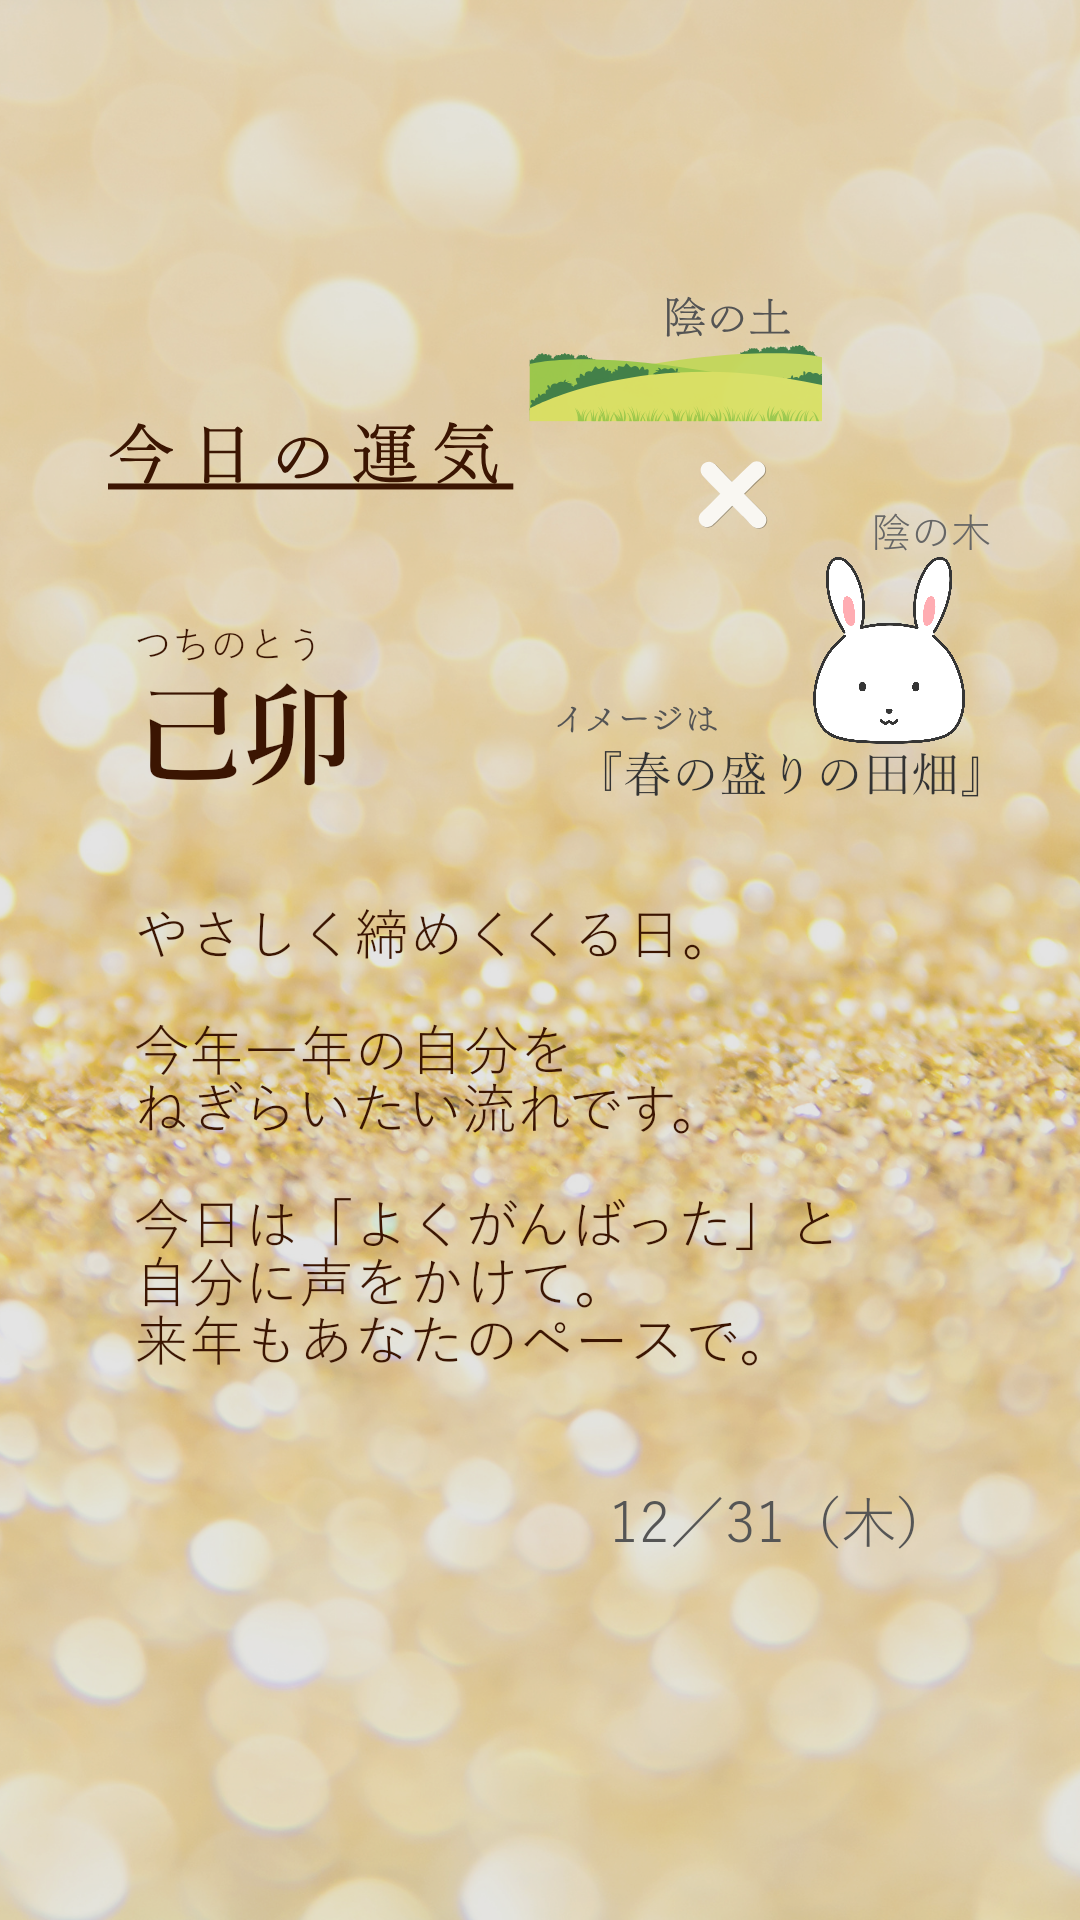 陰の土
今日の運気
陰の木
つちのとう
己卯
イメージは
『春の盛りの田畑』
やさしく締めくくる日。
今年一年の自分を
ねぎらいたい流れです。
今日は「よくがんばった」と
自分に声をかけて。
来年もあなたのペースで。
12／31（木）